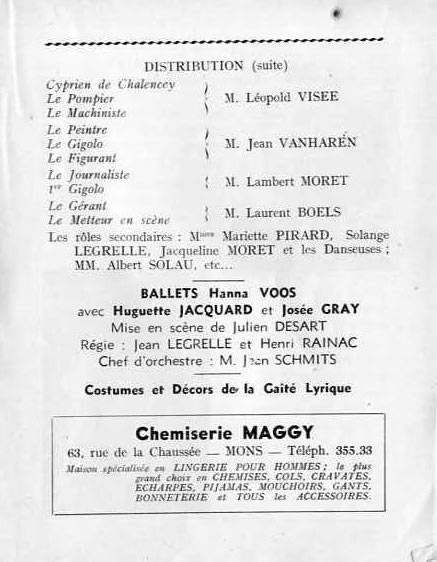 DISTRIBUTION (suite)
Cyprien de Chalencey
Le Pompier
Le Machiniste
M. Léopold VISEE
Le Peintre
Le Gigolo
Le Figurant
M. Jean VANHARÉN
Le Journaliste
1er Gigolo
M. Lambert MORET
Le Gérant
Le Metteur en scène
M. Laurent BOELS
Les rôles secondaires : Mmes Mariette PIRARD, Solange
LEGRELLE, Jacqueline MORET et les Danseuses ;
MM. Albert SOLAU, etc...
BALLETS Hanna VOOS
avec Huguette JACQUARD et Josée GRAY
Mise en scène de Julien DESART
Régie : Jean LEGRELLE et Henri RAINAC
Chef d'orchestre : M. Jean SCHMITS
Costumes et Décors de la Gaité Lyrique
Chemiserie MAGGY
63, rue de la Chaussée — MONS — Téléph. 355.33
Maison spécialisée en LINGERIE POUR HOMMES ; le plus
grand choix en CHEMISES, COLS, CRAVATES,
ECHARPES, PIJAMAS, MOUCHOIRS, GANTS,
BONNETERIE et TOUS les ACCESSOIRES.